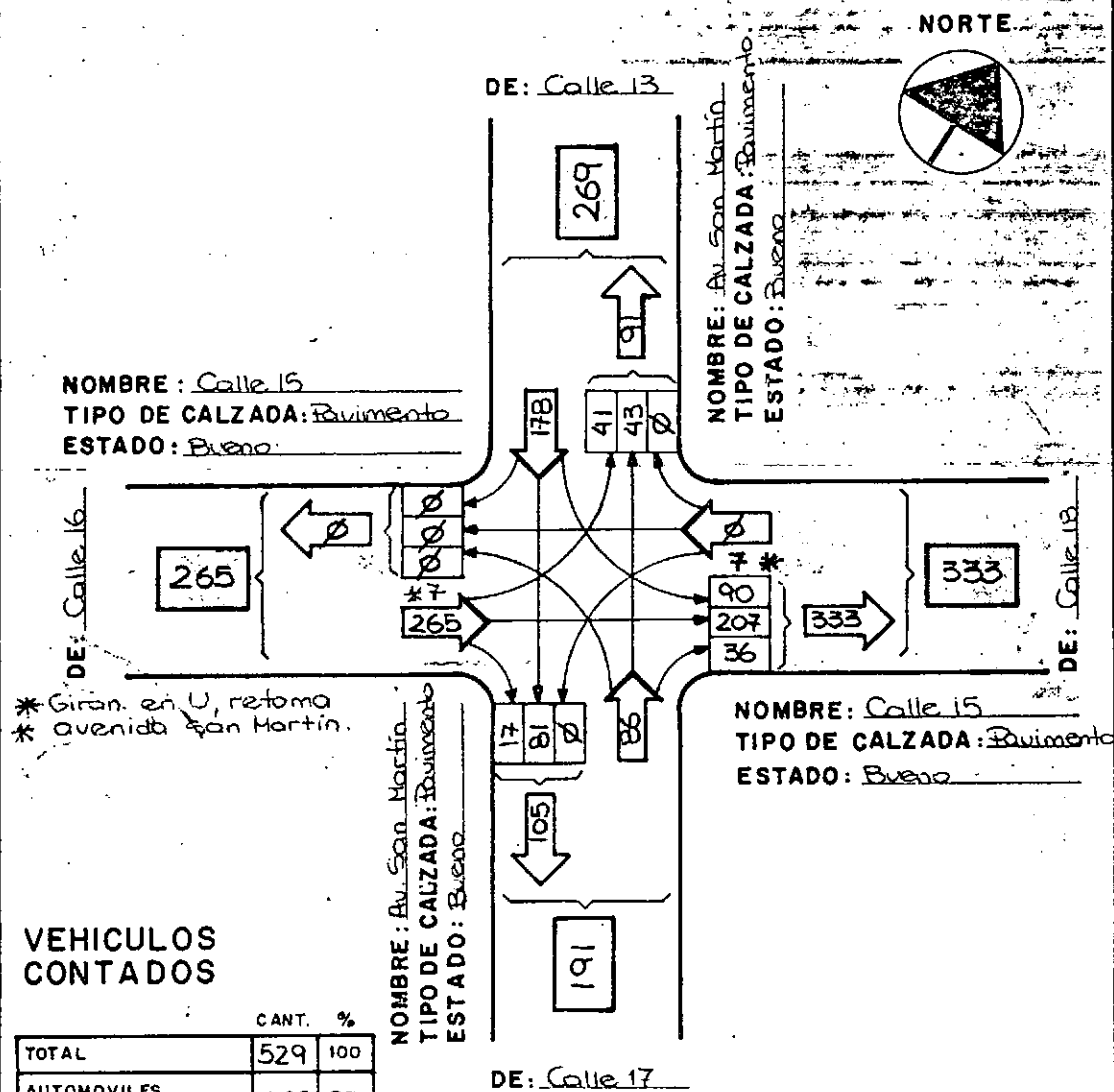 NORTE
DE: Calle 13
269
NOMBRE: Av. San Martín
TIPO DE CALZADA: Pavimento.
ESTADO: Bueno
91
NOMBRE: Calle 15
TIPO DE CALZADA: Pavimento
ESTADO: Bueno
178
41 43 Ø
DE: Calle 16
265
Ø
Ø
Ø
Ø
* 7
265
Ø
7 *
90
207
36
333
333
DE: Calle 18
* Giran en U, retoma
* avenida San Martín.
17 81 Ø
86
105
191
NOMBRE: Av. San Martín
TIPO DE CALZADA: Pavimento
ESTADO: Bueno
NOMBRE: Calle 15
TIPO DE CALZADA: Pavimento
ESTADO: Bueno
VEHICULOS
CONTADOS
CANT. %
TOTAL 529 100
AUTOMOVILES
DE: Calle 17